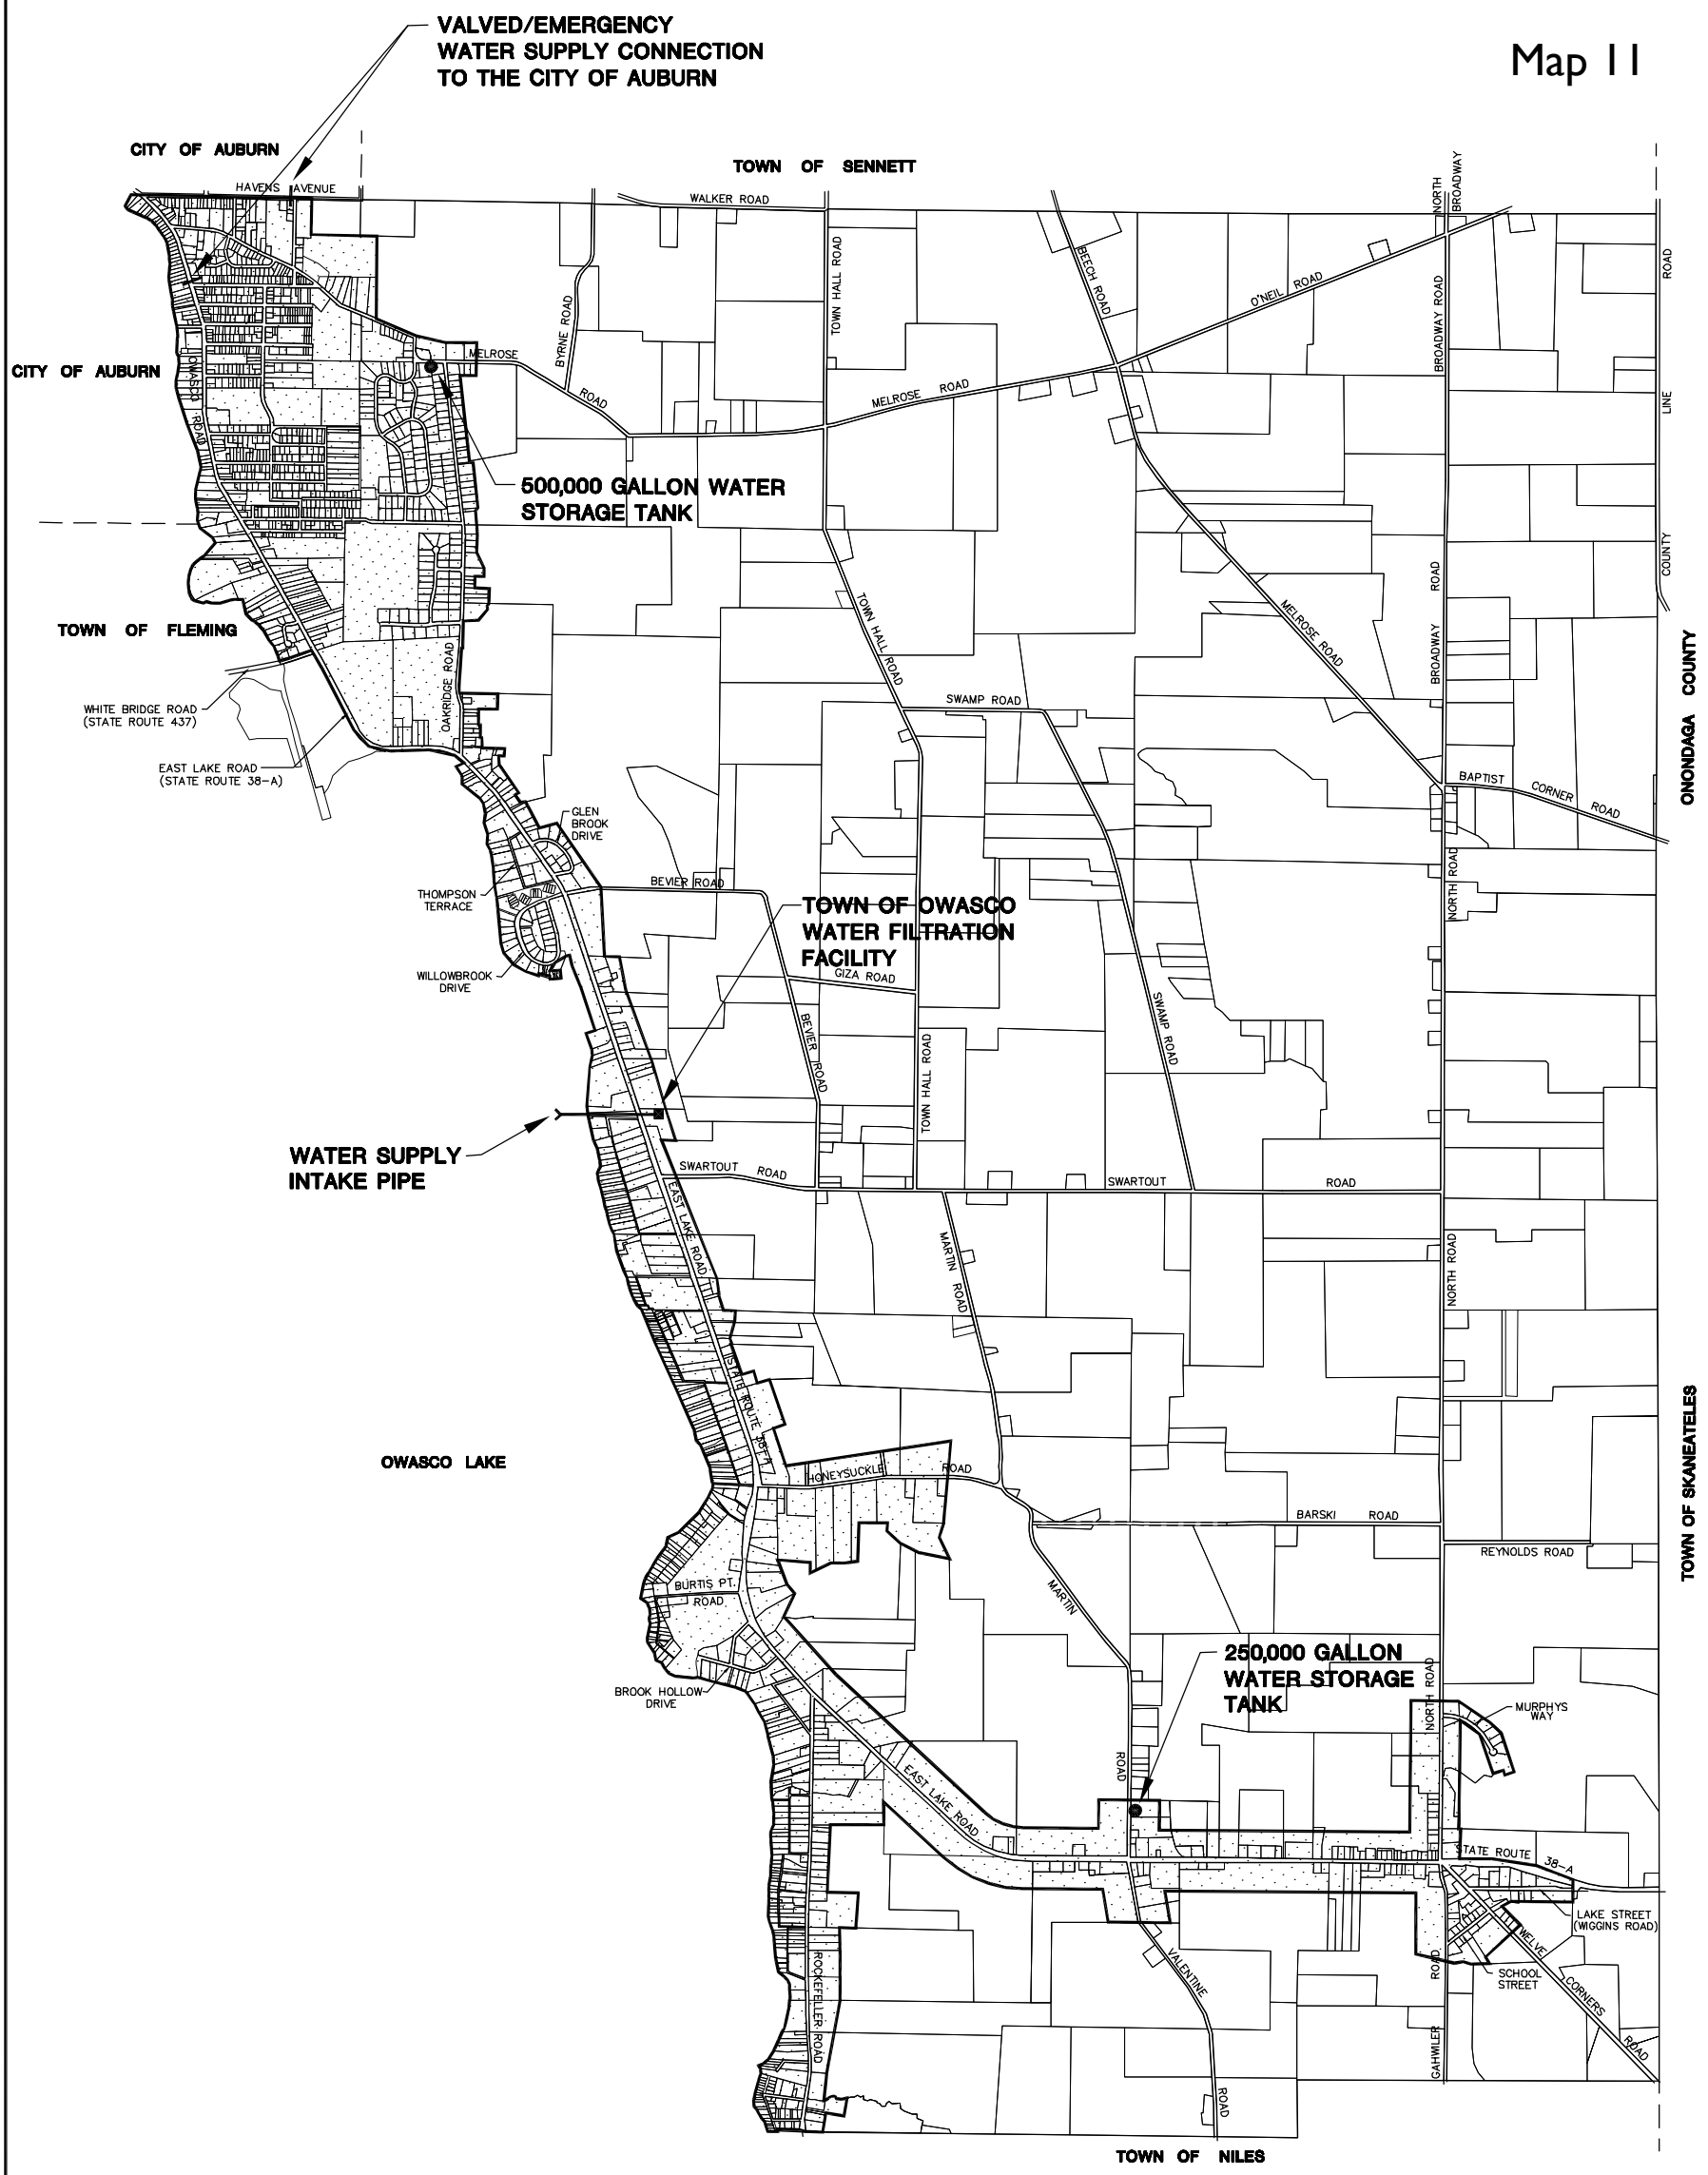 VALVED/EMERGENCY
WATER SUPPLY CONNECTION
TO THE CITY OF AUBURN
Map 11
CITY OF AUBURN
TOWN OF SENNETT
HAVENS AVENUE
WALKER ROAD
NORTH
BROADWAY
TOWN HALL ROAD
BEECH ROAD
O'NEIL ROAD
BROADWAY ROAD
ROAD
LINE
COUNTY
BYRNE ROAD
CITY OF AUBURN
OWASCO ROAD
MELROSE
ROAD
MELROSE ROAD
500,000 GALLON WATER
STORAGE TANK
TOWN OF FLEMING
TOWN HALL ROAD
MELROSE ROAD
BROADWAY ROAD
ONONDAGA COUNTY
OAKRIDGE ROAD
WHITE BRIDGE ROAD
(STATE ROUTE 437)
SWAMP ROAD
EAST LAKE ROAD
(STATE ROUTE 38-A)
BAPTIST CORNER ROAD
GLEN
BROOK
DRIVE
THOMPSON
TERRACE
BEVIER ROAD
NORTH ROAD
TOWN OF OWASCO
WATER FILTRATION
FACILITY
WILLOWBROOK
DRIVE
GIZA ROAD
BEVIER ROAD
TOWN HALL ROAD
SWAMP ROAD
WATER SUPPLY
INTAKE PIPE
SWARTOUT ROAD
SWARTOUT ROAD
EAST LAKE ROAD
MARTIN ROAD
NORTH ROAD
STATE ROUTE 38-A
TOWN OF SKANEATELES
OWASCO LAKE
HONEYSUCKLE ROAD
BARSKI ROAD
REYNOLDS ROAD
BURTIS PT.
ROAD
MARTIN
250,000 GALLON
WATER STORAGE
TANK
NORTH ROAD
BROOK HOLLOW
DRIVE
MURPHYS
WAY
ROAD
EAST LAKE ROAD
STATE ROUTE 38-A
LAKE STREET
(WIGGINS ROAD)
TWELVE CORNERS ROAD
SCHOOL
STREET
ROCKEFELLER ROAD
VALENTINE
ROAD
GAHWILER ROAD
TOWN OF NILES